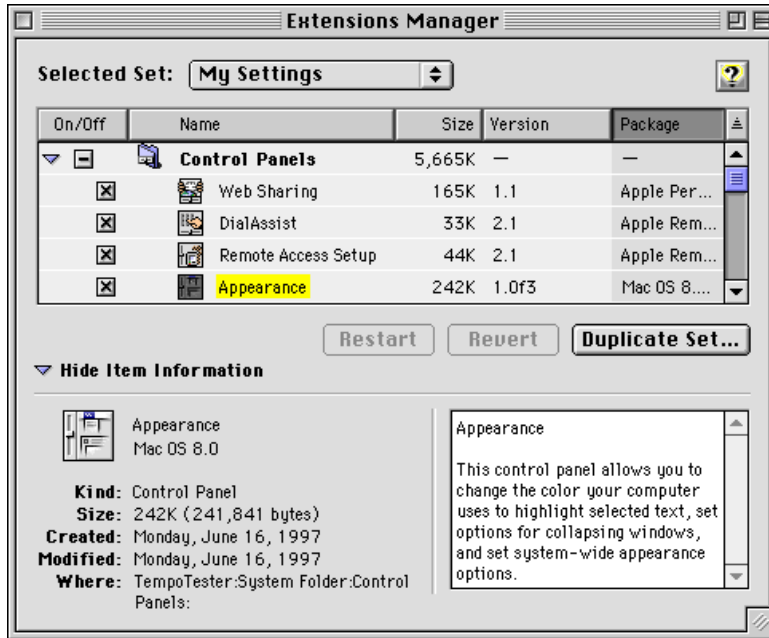 Extensions Manager
Selected Set: My Settings
?
On/Off Name Size Version Package
Control Panels 5,665K — —
Web Sharing 165K 1.1 Apple Per...
DialAssist 33K 2.1 Apple Rem...
Remote Access Setup 44K 2.1 Apple Rem...
Appearance 242K 1.0f3 Mac OS 8....
Restart Revert Duplicate Set...
Hide Item Information
Appearance
Mac OS 8.0
Kind: Control Panel
Size: 242K (241,841 bytes)
Created: Monday, June 16, 1997
Modified: Monday, June 16, 1997
Where: TempoTester:System Folder:Control
Panels:
Appearance
This control panel allows you to
change the color your computer
uses to highlight selected text, set
options for collapsing windows,
and set system-wide appearance
options.